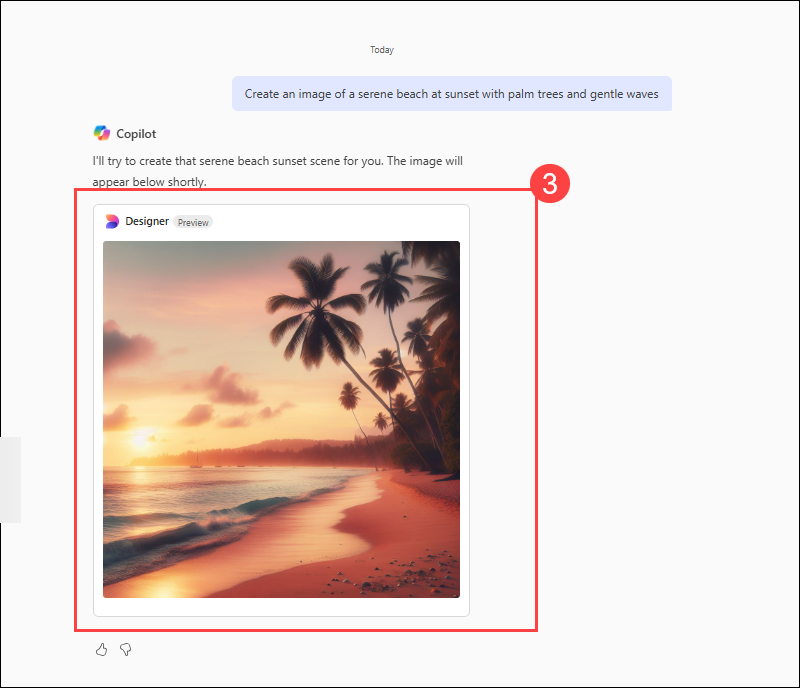 Today
Create an image of a serene beach at sunset with palm trees and gentle waves
Copilot
I'll try to create that serene beach sunset scene for you. The image will
appear below shortly.
3
Designer Preview